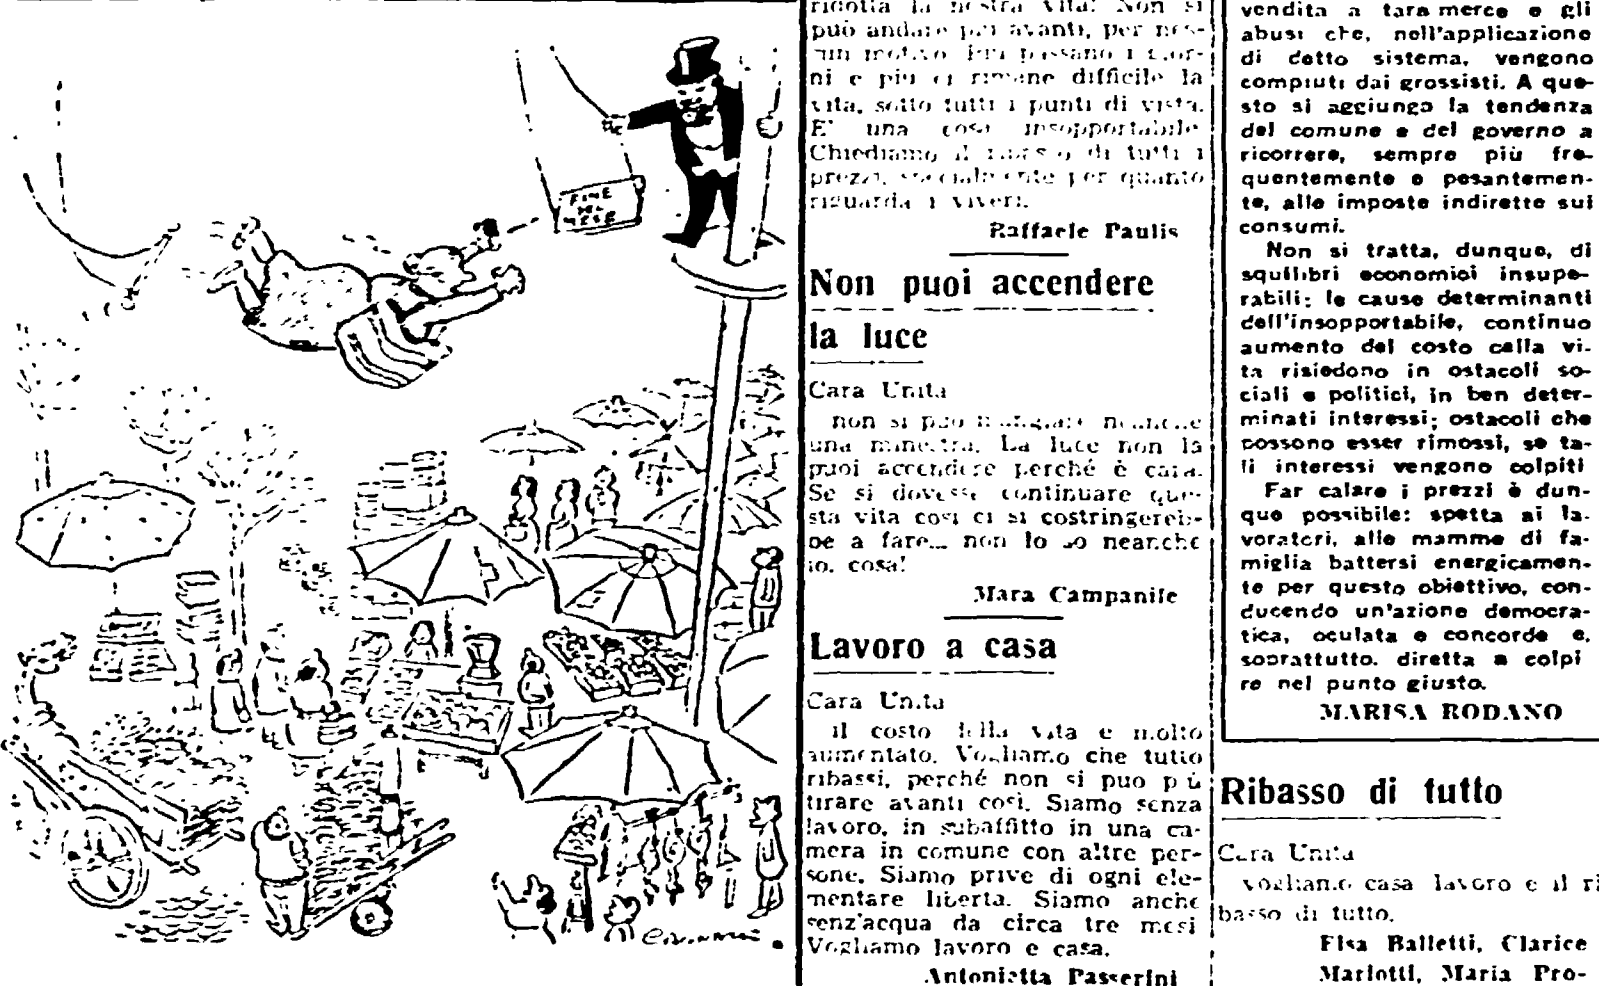 FINE
DEL
MESE
ridotta la nostra vita! Non si
può andare più avanti, per nes-
sun motivo. Più passano i gior-
ni e più ci rimane difficile la
vita, sotto tutti i punti di vista.
E' una cosa insopportabile
Chiediamo il ribasso di tutti i
prezzi, specialmente per quanto
riguarda i viveri.
Raffaele Paulis
Non puoi accendere
la luce
Cara Unità
non si può mangiare neanche
una minestra. La luce non la
puoi accendere perché è cara.
Se si dovesse continuare que-
sta vita così ci si costringereb-
be a fare... non lo so neanche
io, cosa!
Mara Campanile
Lavoro a casa
Cara Unità
il costo della vita e molto
aumentato. Vogliamo che tutto
ribassi, perché non si puo più
tirare avanti così. Siamo senza
lavoro, in subaffitto in una ca-
mera in comune con altre per-
sone. Siamo prive di ogni ele-
mentare liberta. Siamo anche
senz'acqua da circa tre mesi
Vogliamo lavoro e casa.
Antonietta Passerini
vendita a tara merce e gli
abusi che, nell'applicazione
di detto sistema, vengono
compiuti dai grossisti. A que-
sto si aggiunga la tendenza
del comune e del governo a
ricorrere, sempre più fre-
quentemente e pesantemen-
te, alle imposte indirette sui
consumi.
Non si tratta, dunque, di
squilibri economici insupe-
rabili; le cause determinanti
dell'insopportabile, continuo
aumento del costo della vi-
ta risiedono in ostacoli so-
ciali e politici, in ben deter-
minati interessi; ostacoli che
possono esser rimossi, se ta-
li interessi vengono colpiti
Far calare i prezzi è dun-
que possibile: spetta ai la-
voratori, alle mamme di fa-
miglia battersi energicamen-
te per questo obiettivo, con-
ducendo un'azione democra-
tica, oculata e concorde e,
soprattutto. diretta a colpi
re nel punto giusto.
MARISA RODANO
Ribasso di tutto
Cara Unità
vogliamo casa lavoro e il ri
basso di tutto.
Elsa Balletti, Clarice
Mariotti, Maria Pro-